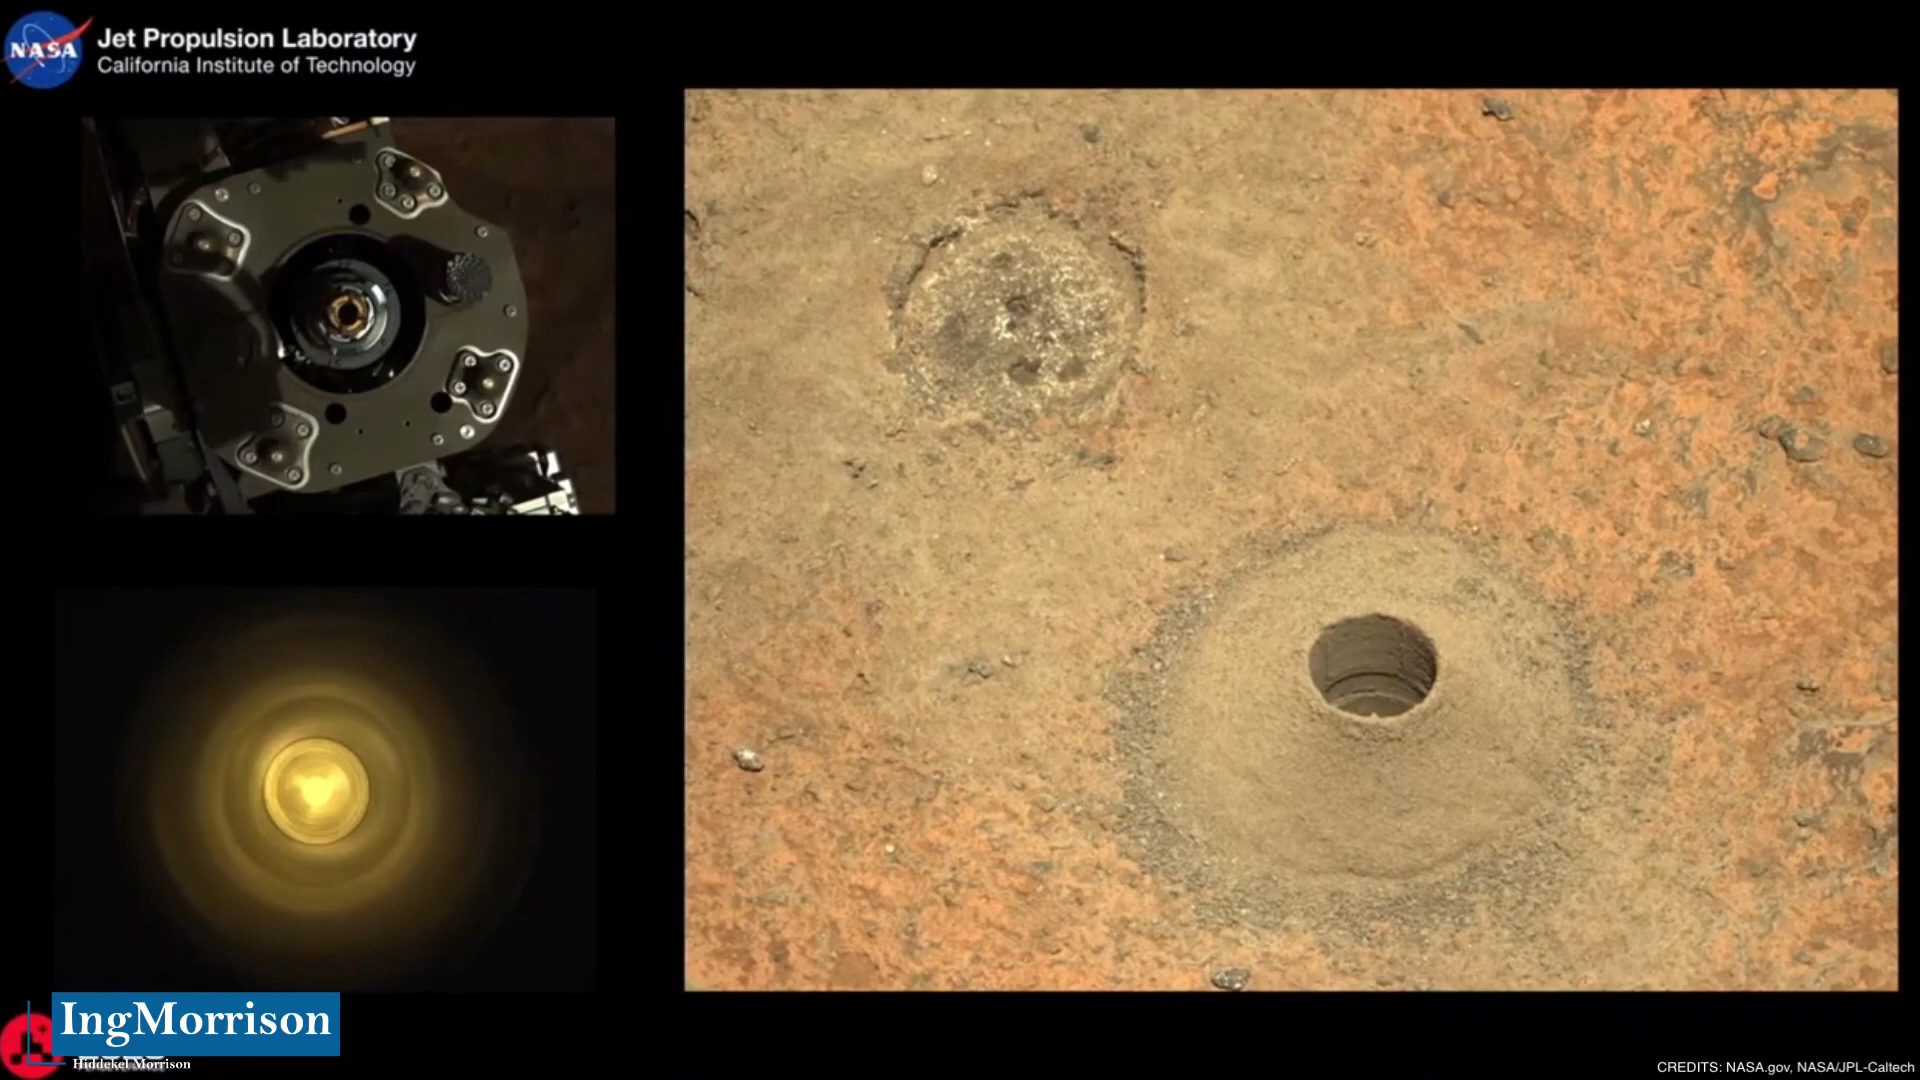 NASA
Jet Propulsion Laboratory
California Institute of Technology
IngMorrison
Hiddekel Morrison
CREDITS: NASA.gov, NASA/JPL-Caltech